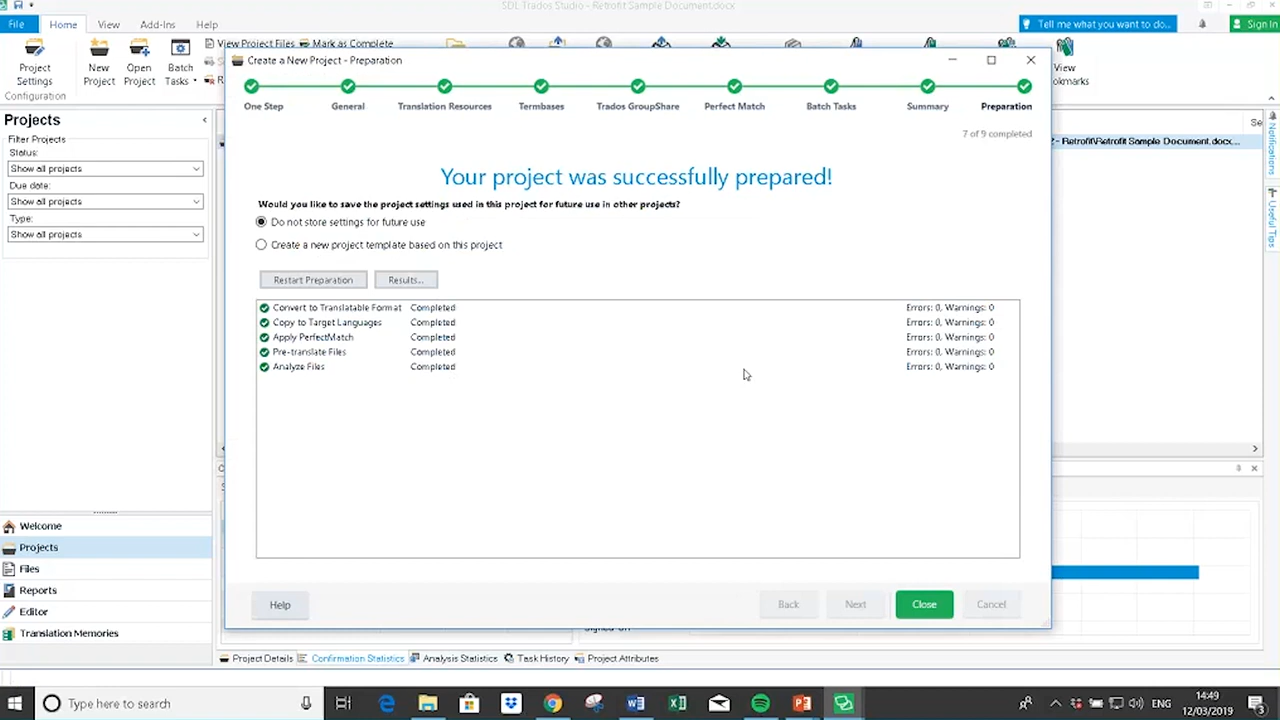 SDL Trados Studio - Retrofit Sample Document.docx
File
Home
View
Add-Ins
Help
Tell me what you want to do...
Sign In
Project Settings
New Project
Open Project
Batch Tasks
View Project Files
Mark as Complete
View
Configuration
Projects
Filter Projects
Status:
Show all projects
Due date:
Show all projects
Type:
Show all projects
Create a New Project - Preparation
One Step
General
Translation Resources
Termbases
Trados GroupShare
Perfect Match
Batch Tasks
Summary
Preparation
7 of 9 completed
Your project was successfully prepared!
Would you like to save the project settings used in this project for future use in other projects?
Do not store settings for future use
Create a new project template based on this project
Restart Preparation
Results...
Convert to Translatable Format Completed Errors: 0, Warnings: 0
Copy to Target Languages Completed Errors: 0, Warnings: 0
Apply PerfectMatch Completed Errors: 0, Warnings: 0
Pre-translate Files Completed Errors: 0, Warnings: 0
Analyze Files Completed Errors: 0, Warnings: 0
Help
Back
Next
Close
Cancel
Retrofit\Retrofit Sample Document.docx...
Notifications
Useful Tips
Welcome
Projects
Files
Reports
Editor
Translation Memories
Project Details
Confirmation Statistics
Analysis Statistics
Task History
Project Attributes
Type here to search
ENG
14:49
12/03/2019
3